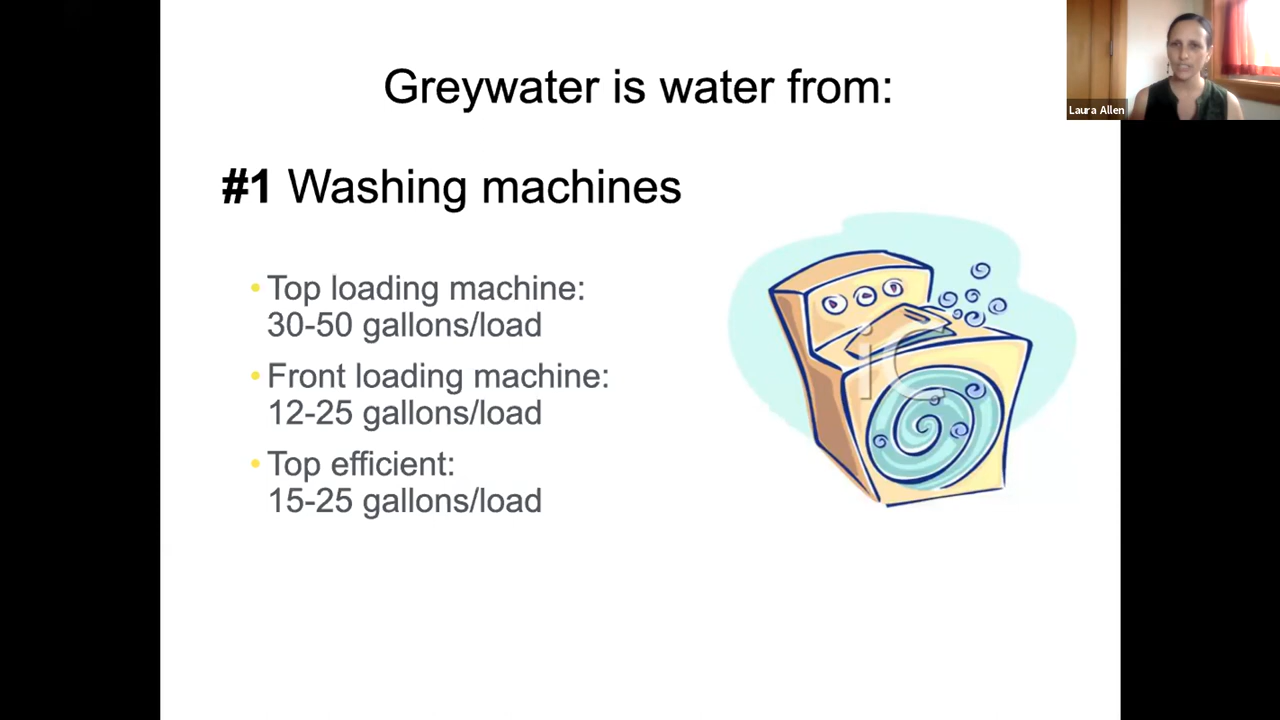 Greywater is water from:
Laura Allen
#1 Washing machines
• Top loading machine:
30-50 gallons/load
• Front loading machine:
12-25 gallons/load
• Top efficient:
15-25 gallons/load
iC